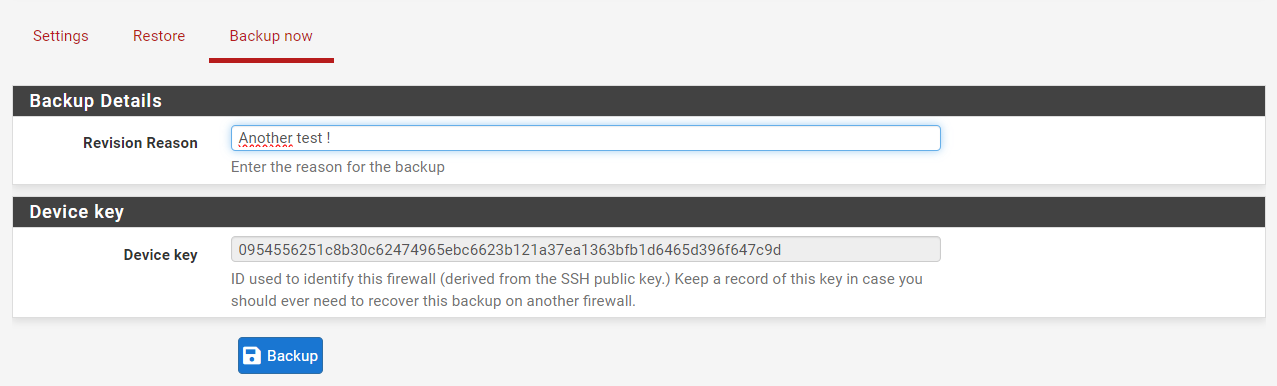 Settings Restore Backup now
Backup Details
Revision Reason Another test !
Enter the reason for the backup
Device key
Device key 0954556251c8b30c62474965ebc6623b121a37ea1363bfb1d6465d396f647c9d
ID used to identify this firewall (derived from the SSH public key.) Keep a record of this key in case you
should ever need to recover this backup on another firewall.
Backup